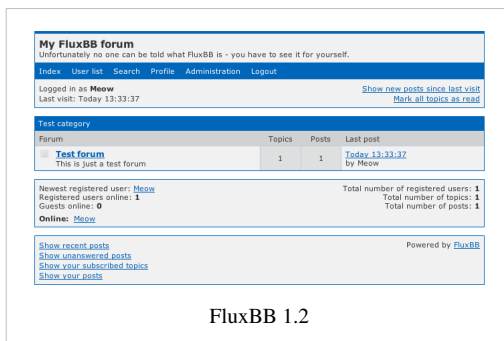 My FluxBB forum
Unfortunately no one can be told what FluxBB is - you have to see it for yourself.
Index User list Search Profile Administration Logout
Logged in as Meow
Show new posts since last visit
Last visit: Today 13:33:37
Mark all topics as read
Test category
Forum Topics Posts Last post
Test forum 1 1 Today 13:33:37
This is just a test forum by Meow
Newest registered user: Meow
Total number of registered users: 1
Registered users online: 1
Total number of topics: 1
Guests online: 0
Total number of posts: 1
Online: Meow
Show recent posts
Powered by FluxBB
Show unanswered posts
Show your subscribed topics
Show your posts
FluxBB 1.2